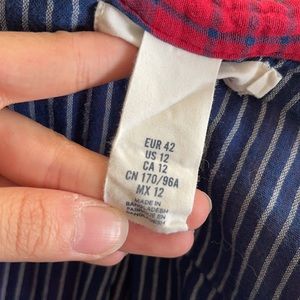 EUR 42
US 12
CA 12
CN 170/96A
MX 12
MADE IN
BANGLADESH